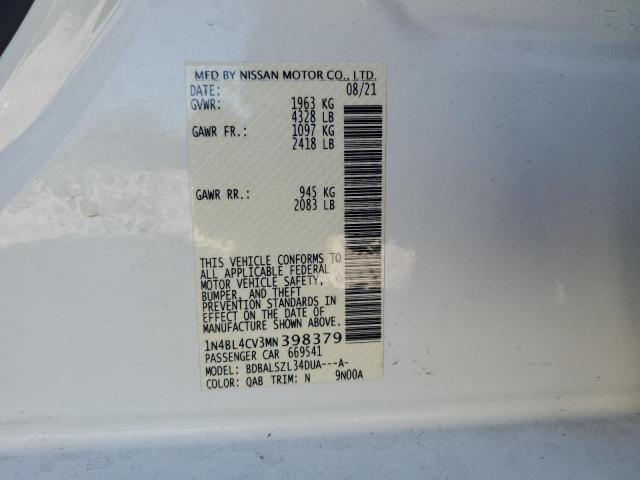 MFD BY NISSAN MOTOR CO., LTD.
DATE: 08/21
GVWR: 1963 KG
4328 LB
GAWR FR.: 1097 KG
2418 LB
GAWR RR.: 945 KG
2083 LB
THIS VEHICLE CONFORMS TO
ALL APPLICABLE FEDERAL
MOTOR VEHICLE SAFETY,
BUMPER, AND THEFT
PREVENTION STANDARDS IN
EFFECT ON THE DATE OF
MANUFACTURE SHOWN ABOVE.
1N4BL4CV3MN398379
PASSENGER CAR 669541
MODEL: BDBALSZL34DUA---A-
COLOR: QAB TRIM: N 9N00A